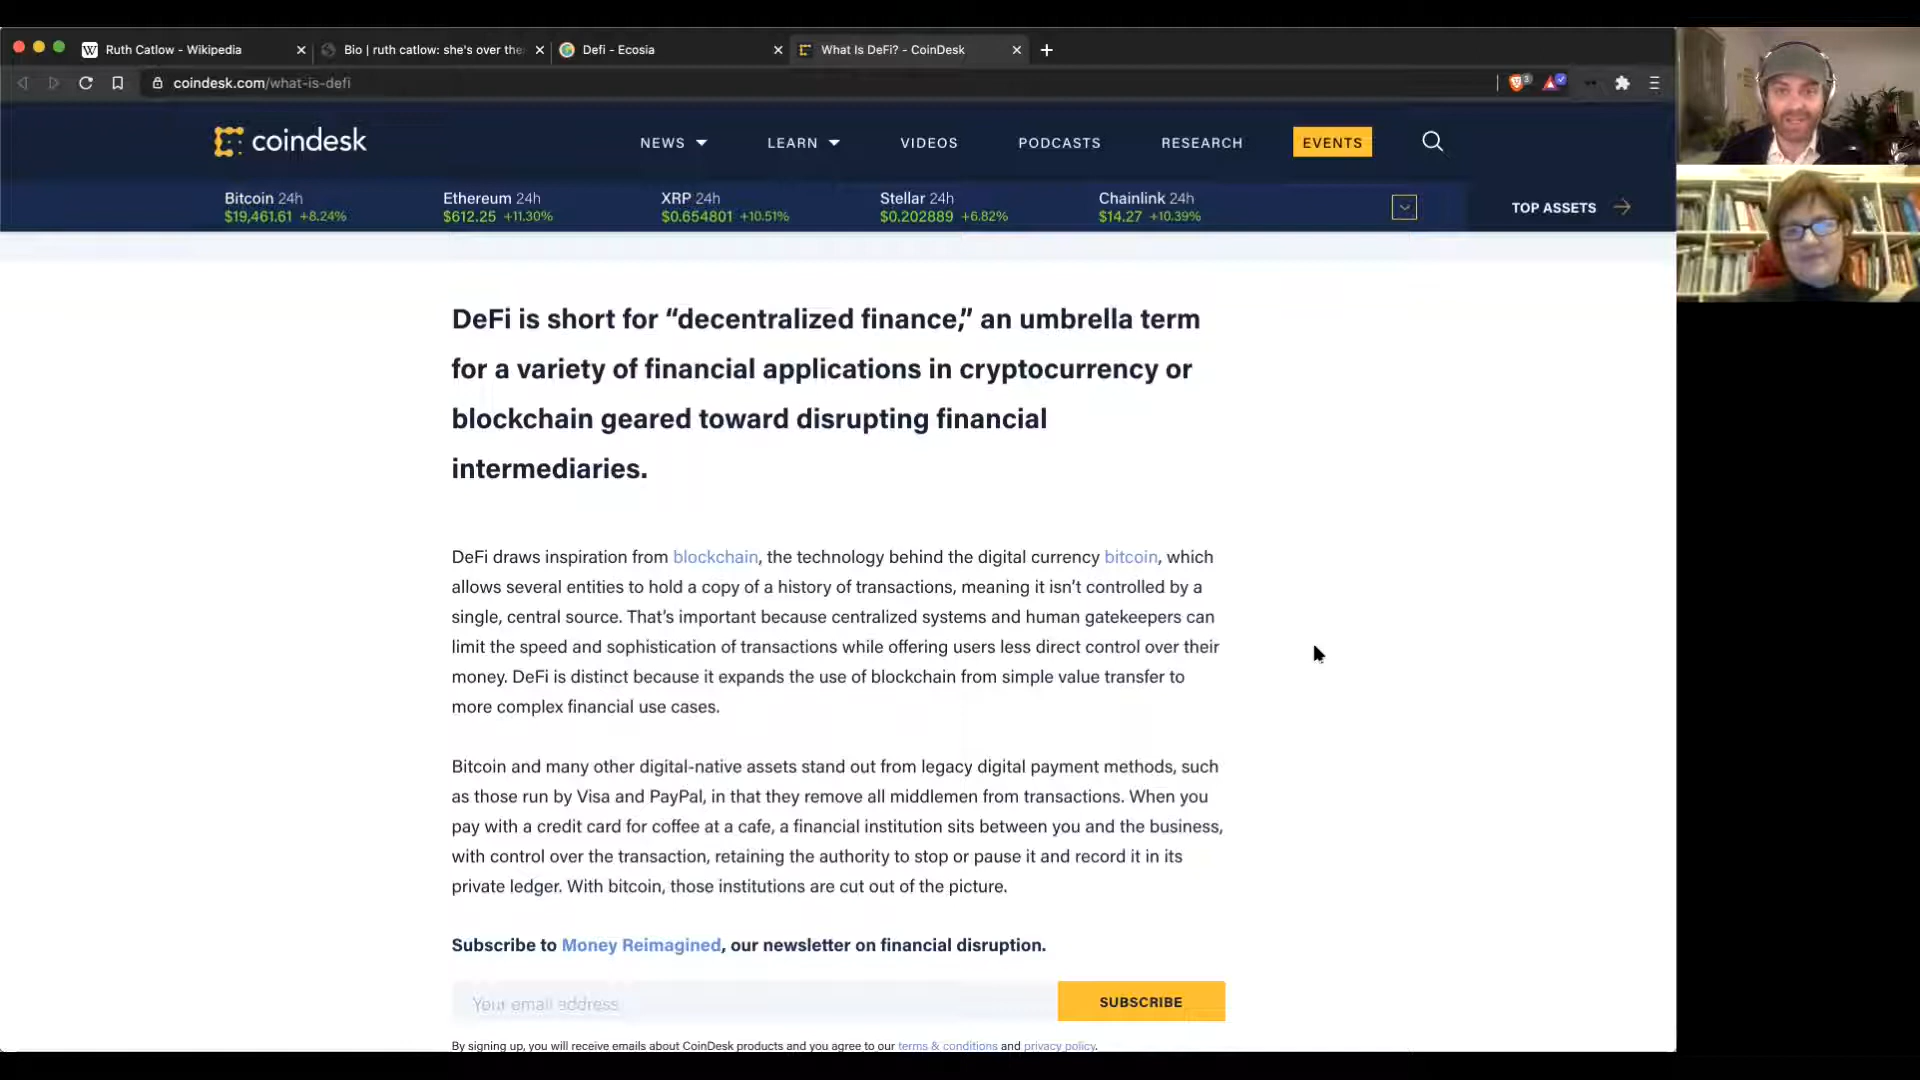 Ruth Catlow - Wikipedia
Bio | ruth catlow: she's over the
Defi - Ecosia
What Is DeFi? - CoinDesk
coindesk.com/what-is-defi
coindesk
NEWS
LEARN
VIDEOS
PODCASTS
RESEARCH
EVENTS
Bitcoin 24h
$19,461.61 +8.24%
Ethereum 24h
$612.25 +11.30%
XRP 24h
$0.654801 +10.51%
Stellar 24h
$0.202889 +6.82%
Chainlink 24h
$14.27 +10.39%
TOP ASSETS
DeFi is short for “decentralized finance,” an umbrella term
for a variety of financial applications in cryptocurrency or
blockchain geared toward disrupting financial
intermediaries.
DeFi draws inspiration from blockchain, the technology behind the digital currency bitcoin, which
allows several entities to hold a copy of a history of transactions, meaning it isn’t controlled by a
single, central source. That’s important because centralized systems and human gatekeepers can
limit the speed and sophistication of transactions while offering users less direct control over their
money. DeFi is distinct because it expands the use of blockchain from simple value transfer to
more complex financial use cases.
Bitcoin and many other digital-native assets stand out from legacy digital payment methods, such
as those run by Visa and PayPal, in that they remove all middlemen from transactions. When you
pay with a credit card for coffee at a cafe, a financial institution sits between you and the business,
with control over the transaction, retaining the authority to stop or pause it and record it in its
private ledger. With bitcoin, those institutions are cut out of the picture.
Subscribe to Money Reimagined, our newsletter on financial disruption.
Your email address
SUBSCRIBE
By signing up, you will receive emails about CoinDesk products and you agree to our terms & conditions and privacy policy.